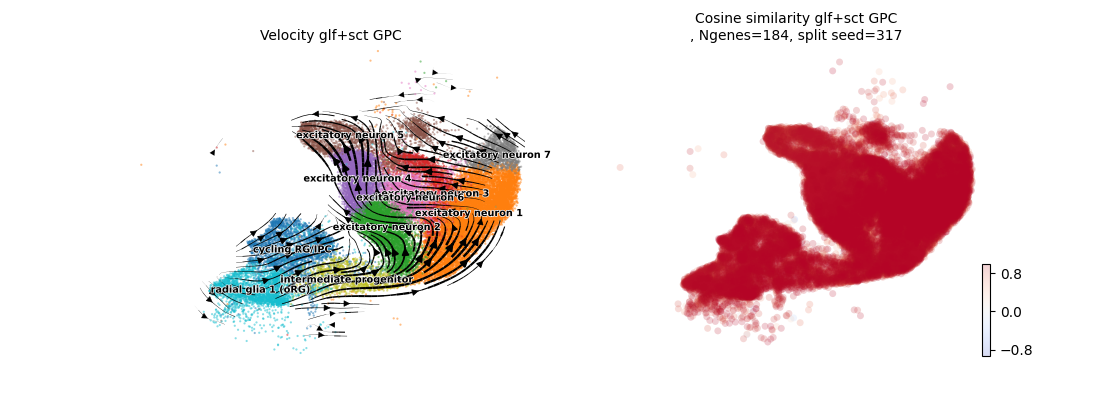 Velocity glf+sct GPC
Cosine similarity glf+sct GPC
, Ngenes=184, split seed=317
excitatory neuron 5
excitatory neuron 7
excitatory neuron 4
excitatory neuron 3
excitatory neuron 6
excitatory neuron 1
excitatory neuron 2
cycling RG/IPC
intermediate progenitor
radial glia 1 (oRG)
0.8
0.0
−0.8